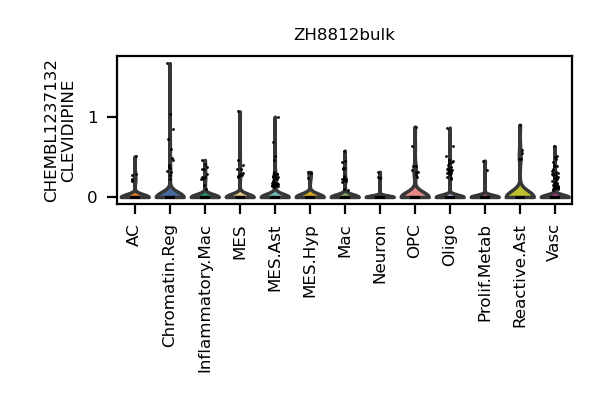 ZH8812bulk
CHEMBL1237132
CLEVIDIPINE
1
0
AC
Chromatin.Reg
Inflammatory.Mac
MES
MES.Ast
MES.Hyp
Mac
Neuron
OPC
Oligo
Prolif.Metab
Reactive.Ast
Vasc